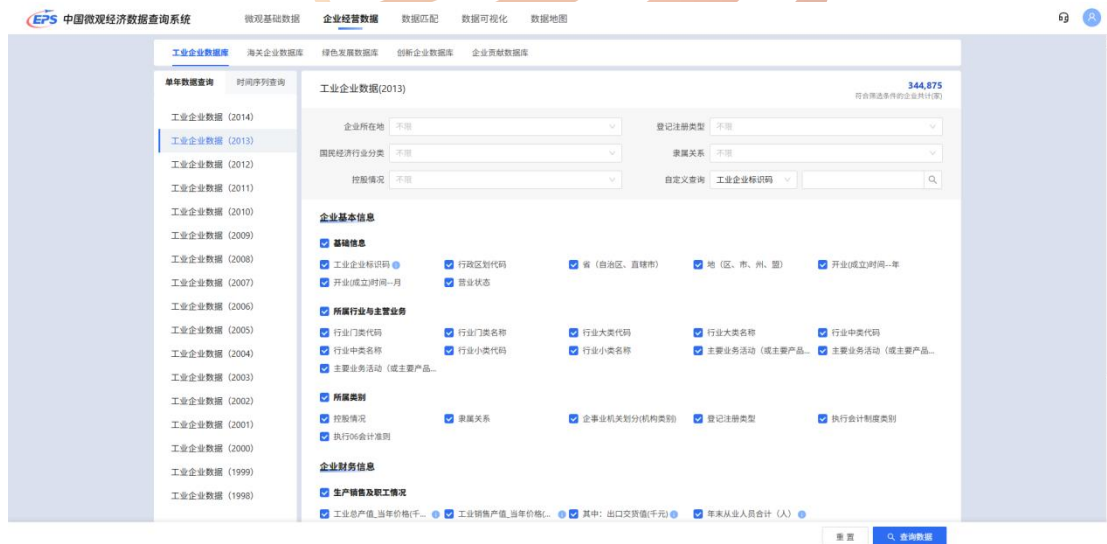 EPS 中国微观经济数据查询系统 微观基础数据 企业经营数据 数据匹配 数据可视化 数据地图
工业企业数据库 海关企业数据库 绿色发展数据库 创新企业数据库 企业贡献数据库
单年数据查询 时间序列查询
工业企业数据 (2014)
工业企业数据 (2013)
工业企业数据 (2012)
工业企业数据 (2011)
工业企业数据 (2010)
工业企业数据 (2009)
工业企业数据 (2008)
工业企业数据 (2007)
工业企业数据 (2006)
工业企业数据 (2005)
工业企业数据 (2004)
工业企业数据 (2003)
工业企业数据 (2002)
工业企业数据 (2001)
工业企业数据 (2000)
工业企业数据 (1999)
工业企业数据 (1998)
工业企业数据(2013)
344,875
符合筛选条件的企业共计(家)
企业所在地 不限 登记注册类型 不限
国民经济行业分类 不限 隶属关系 不限
控股情况 不限 自定义查询 工业企业标识码
企业基本信息
基础信息
工业企业标识码 行政区划代码 省（自治区、直辖市） 地（区、市、州、盟） 开业(成立)时间--年
开业(成立)时间--月 营业状态
所属行业与主营业务
行业门类代码 行业门类名称 行业大类代码 行业大类名称 行业中类代码
行业中类名称 行业小类代码 行业小类名称 主要业务活动（或主要产品... 主要业务活动（或主要产品...
主要业务活动（或主要产品...
所属类别
控股情况 隶属关系 企事业机关划分(机构类别) 登记注册类型 执行会计制度类别
执行06会计准则
企业财务信息
生产销售及职工情况
工业总产值_当年价格(千... 工业销售产值_当年价格(... 其中：出口交货值(千元) 年末从业人员合计（人）
重置 查询数据